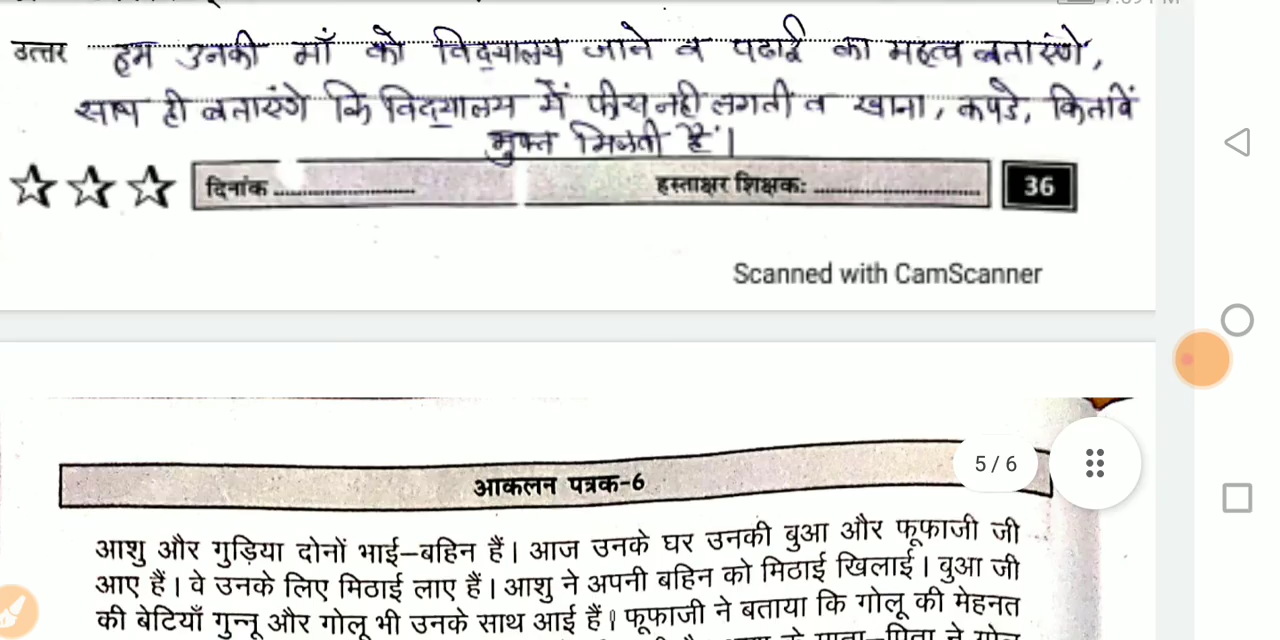 उत्तर हम उनकी माँ को विद्यालय जाने व पढाई का महत्व बताएंगे,
साथ ही बताएंगे कि विद्यालय में फीस नही लगती व खाना, कपडे, किताबें
मुफ्त मिलती है।
दिनांक .......................... हस्ताक्षर शिक्षक: .............................. 36
Scanned with CamScanner
5 / 6
आकलन पत्रक-6
आशु और गुड़िया दोनों भाई–बहिन हैं। आज उनके घर उनकी बुआ और फूफाजी जी
आए हैं। वे उनके लिए मिठाई लाए हैं। आशु ने अपनी बहिन को मिठाई खिलाई। बुआ जी
की बेटियाँ गुन्नू और गोलू भी उनके साथ आई हैं। फूफाजी ने बताया कि गोलू की मेहनत